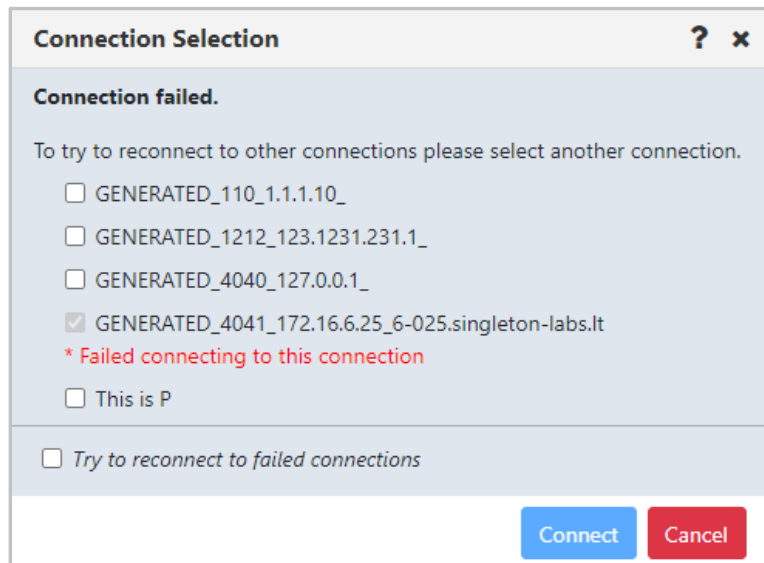 Connection Selection ? ×
Connection failed.
To try to reconnect to other connections please select another connection.
GENERATED_110_1.1.1.10_
GENERATED_1212_123.1231.231.1_
GENERATED_4040_127.0.0.1_
GENERATED_4041_172.16.6.25_6-025.singleton-labs.lt
* Failed connecting to this connection
This is P
Try to reconnect to failed connections
Connect Cancel